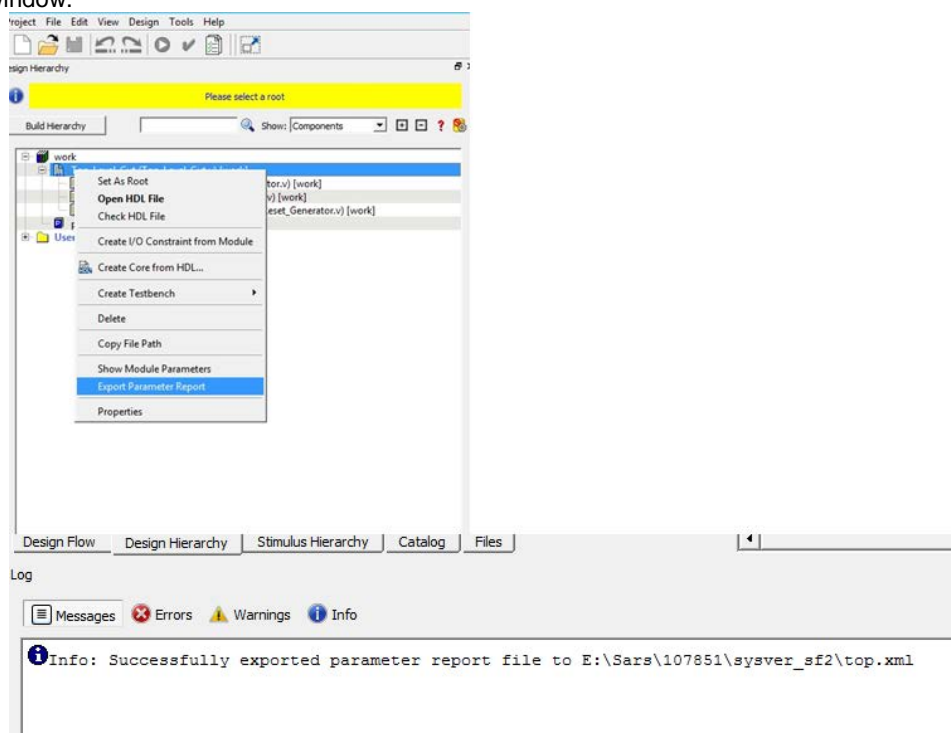 window.
Project File Edit View Design Tools Help
Design Hierarchy
Please select a root
Build Hierarchy Show: Components
work
Set As Root tor.v) [work]
Open HDL File v) [work]
Check HDL File eset_Generator.v) [work]
User
Create I/O Constraint from Module
Create Core from HDL...
Create Testbench
Delete
Copy File Path
Show Module Parameters
Export Parameter Report
Properties
Design Flow Design Hierarchy Stimulus Hierarchy Catalog Files
Log
Messages Errors Warnings Info
Info: Successfully exported parameter report file to E:\Sars\107851\sysver_sf2\top.xml